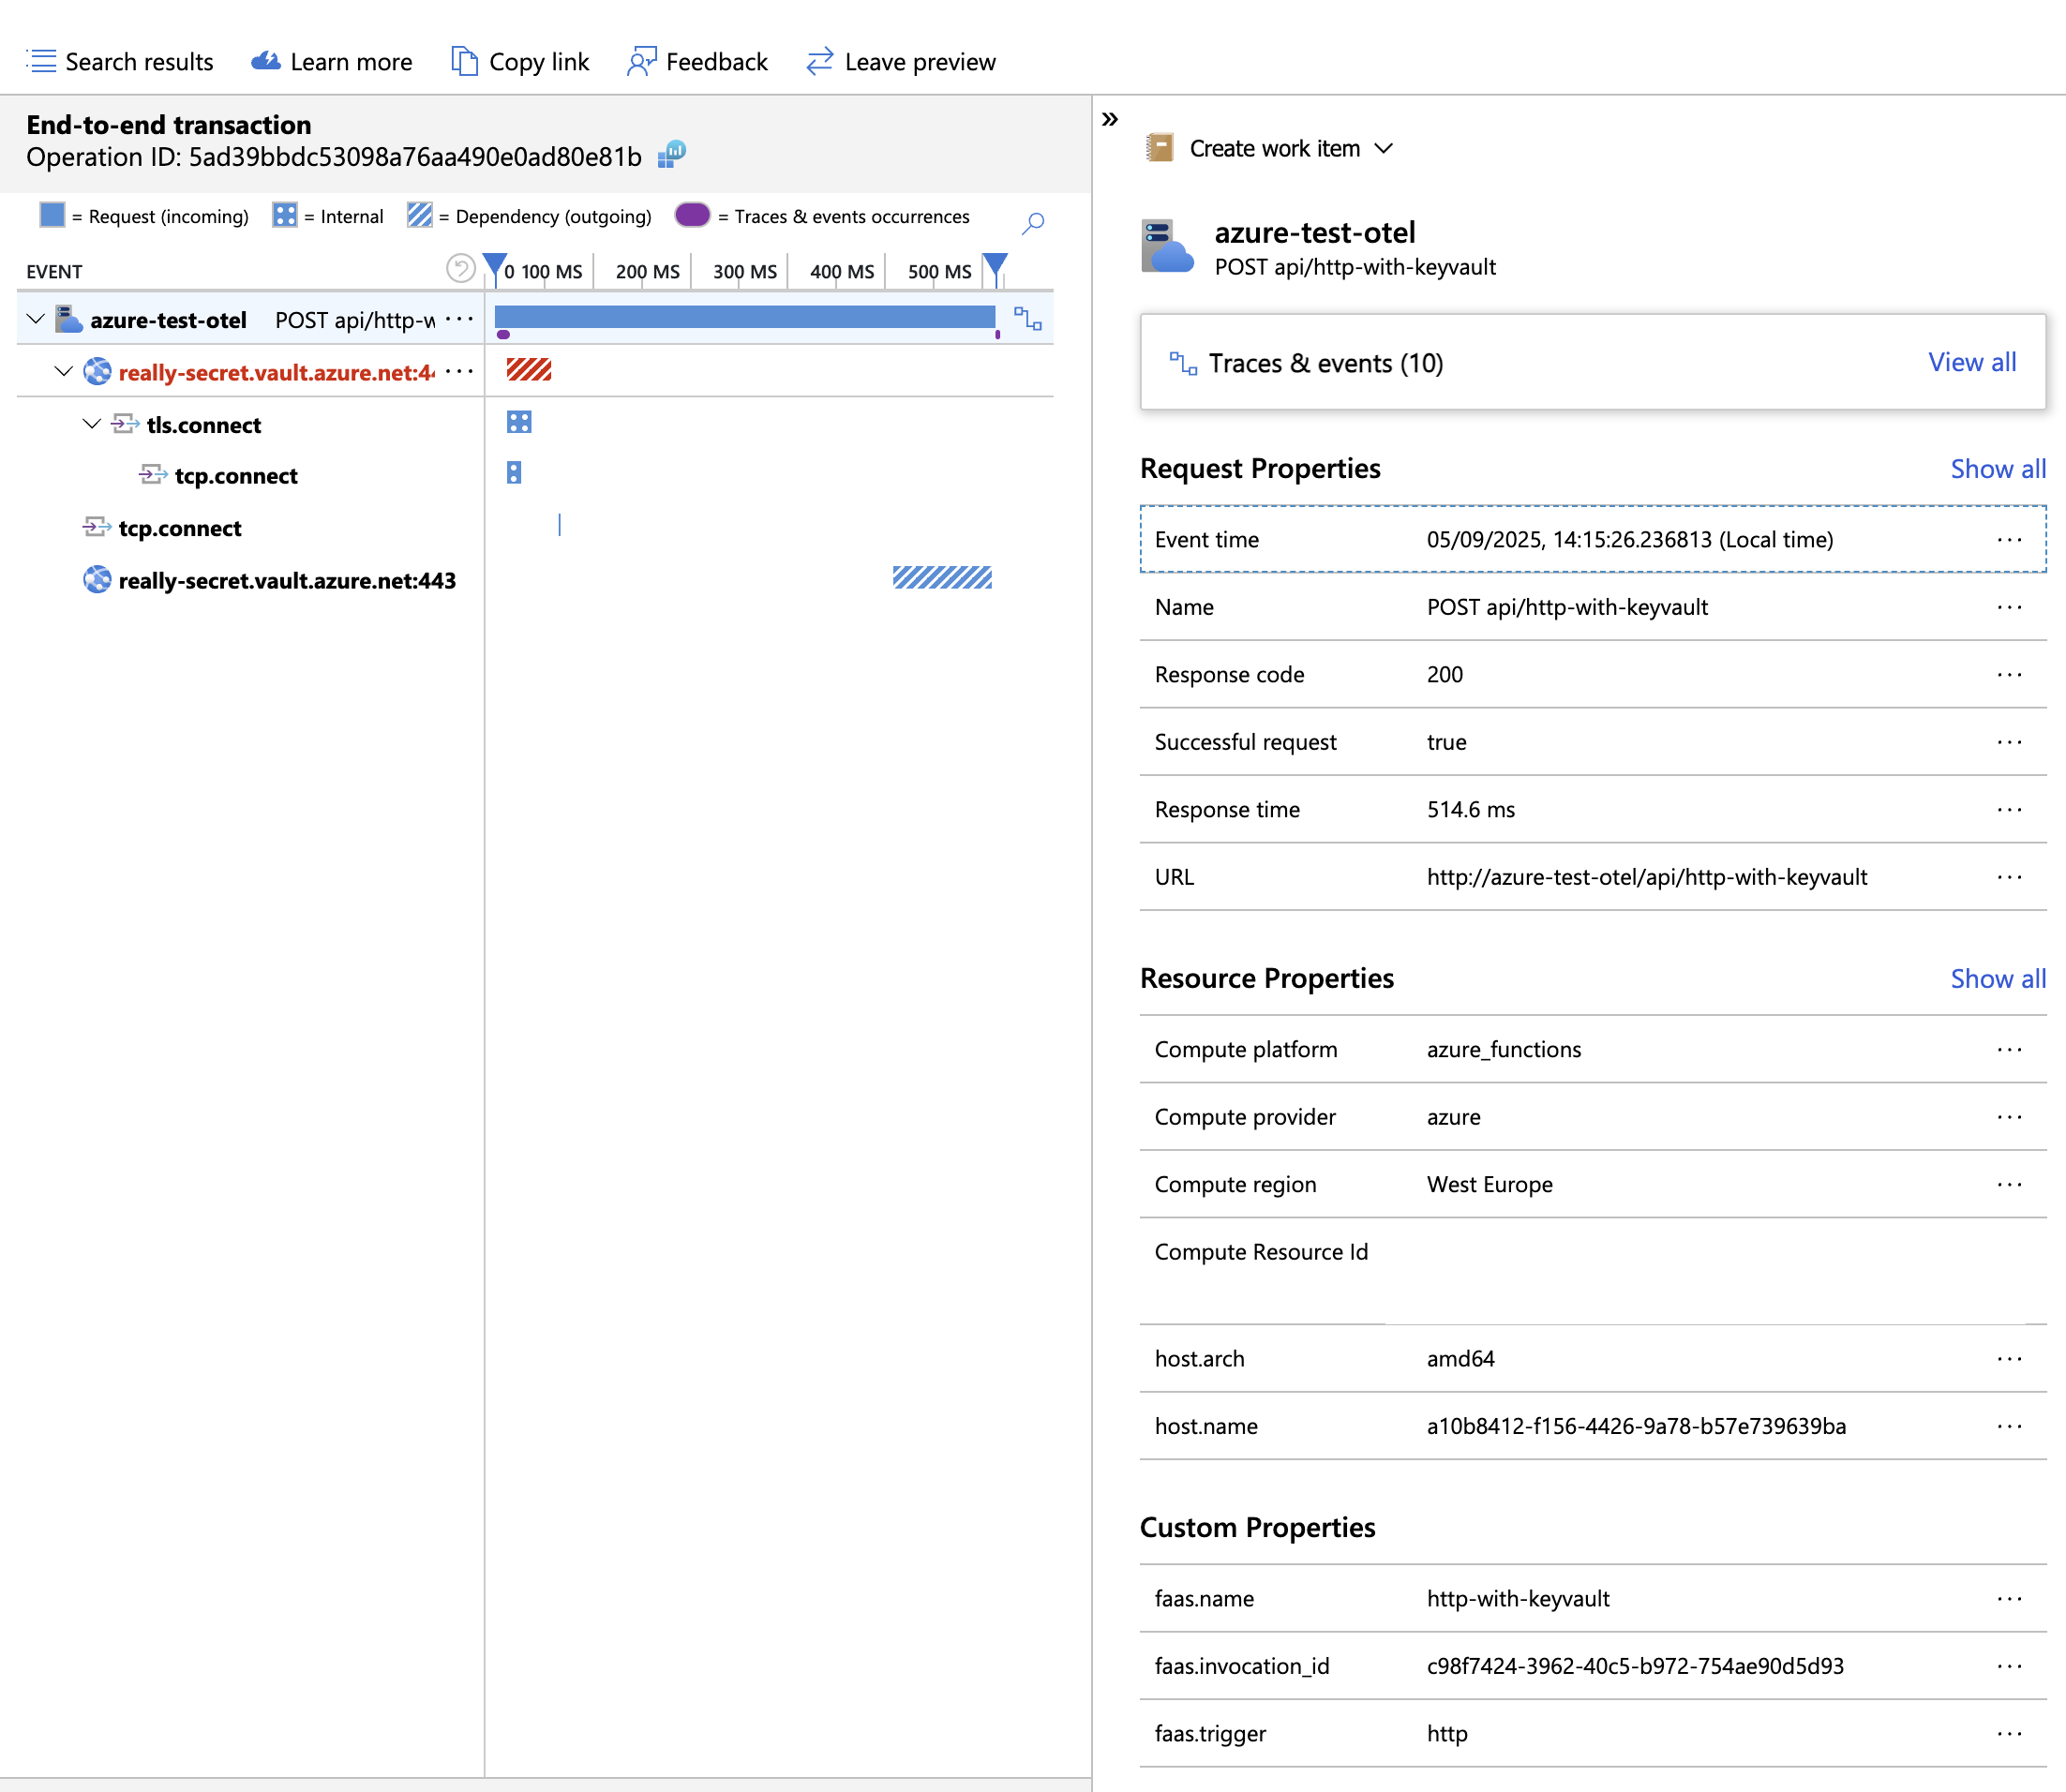 Search results Learn more Copy link Feedback Leave preview
End-to-end transaction
Operation ID: 5ad39bbdc53098a76aa490e0ad80e81b
= Request (incoming) = Internal = Dependency (outgoing) = Traces & events occurrences
EVENT 0 100 MS 200 MS 300 MS 400 MS 500 MS
azure-test-otel POST api/http-w ···
really-secret.vault.azure.net:44 ···
tls.connect
tcp.connect
tcp.connect
really-secret.vault.azure.net:443
Create work item
azure-test-otel
POST api/http-with-keyvault
Traces & events (10) View all
Request Properties Show all
Event time 05/09/2025, 14:15:26.236813 (Local time) ···
Name POST api/http-with-keyvault ···
Response code 200 ···
Successful request true ···
Response time 514.6 ms ···
URL http://azure-test-otel/api/http-with-keyvault ···
Resource Properties Show all
Compute platform azure_functions ···
Compute provider azure ···
Compute region West Europe ···
Compute Resource Id
host.arch amd64 ···
host.name a10b8412-f156-4426-9a78-b57e739639ba ···
Custom Properties
faas.name http-with-keyvault ···
faas.invocation_id c98f7424-3962-40c5-b972-754ae90d5d93 ···
faas.trigger http ···